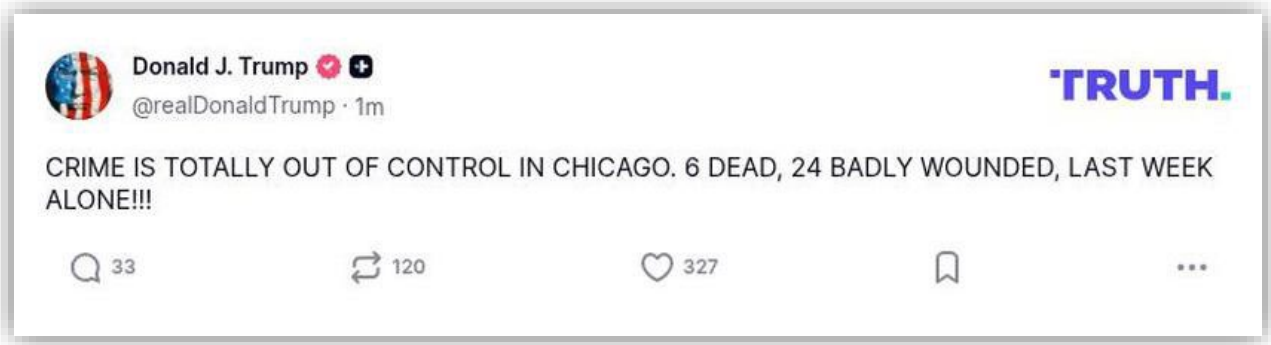 Donald J. Trump
@realDonaldTrump · 1m
TRUTH.
CRIME IS TOTALLY OUT OF CONTROL IN CHICAGO. 6 DEAD, 24 BADLY WOUNDED, LAST WEEK
ALONE!!!
33 120 327